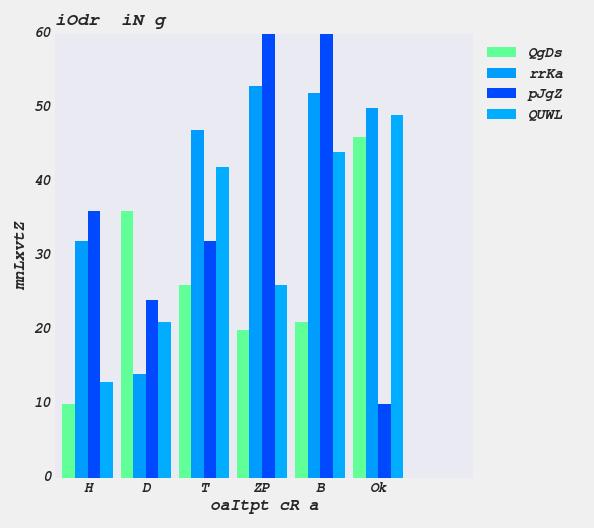 iOdr  iN g
60
50
40
30
20
10
0
mnLxvtZ
H D T ZP B Ok
oaItpt cR a
QgDs
rrKa
pJgZ
QUWL